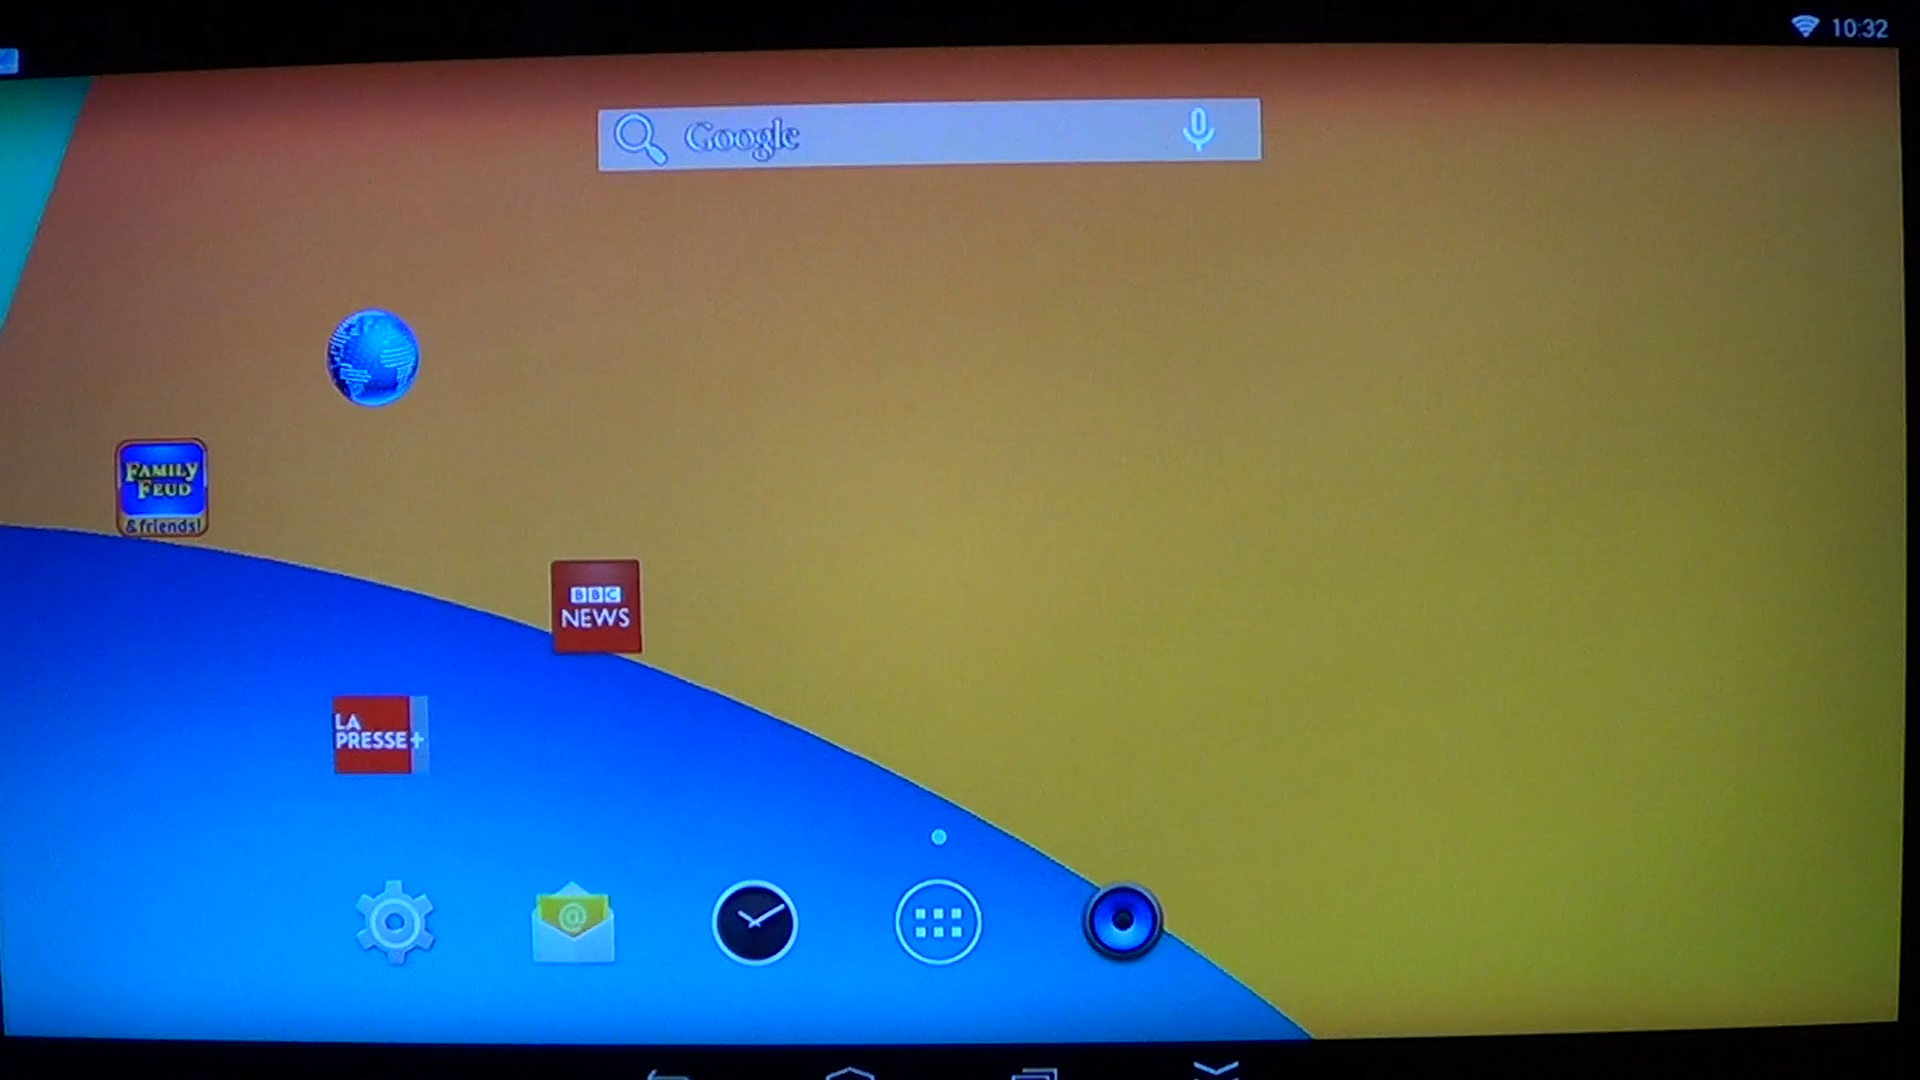 10:32
Google
FAMILY
FEUD
& friends!
BBC
NEWS
LA
PRESSE+
@